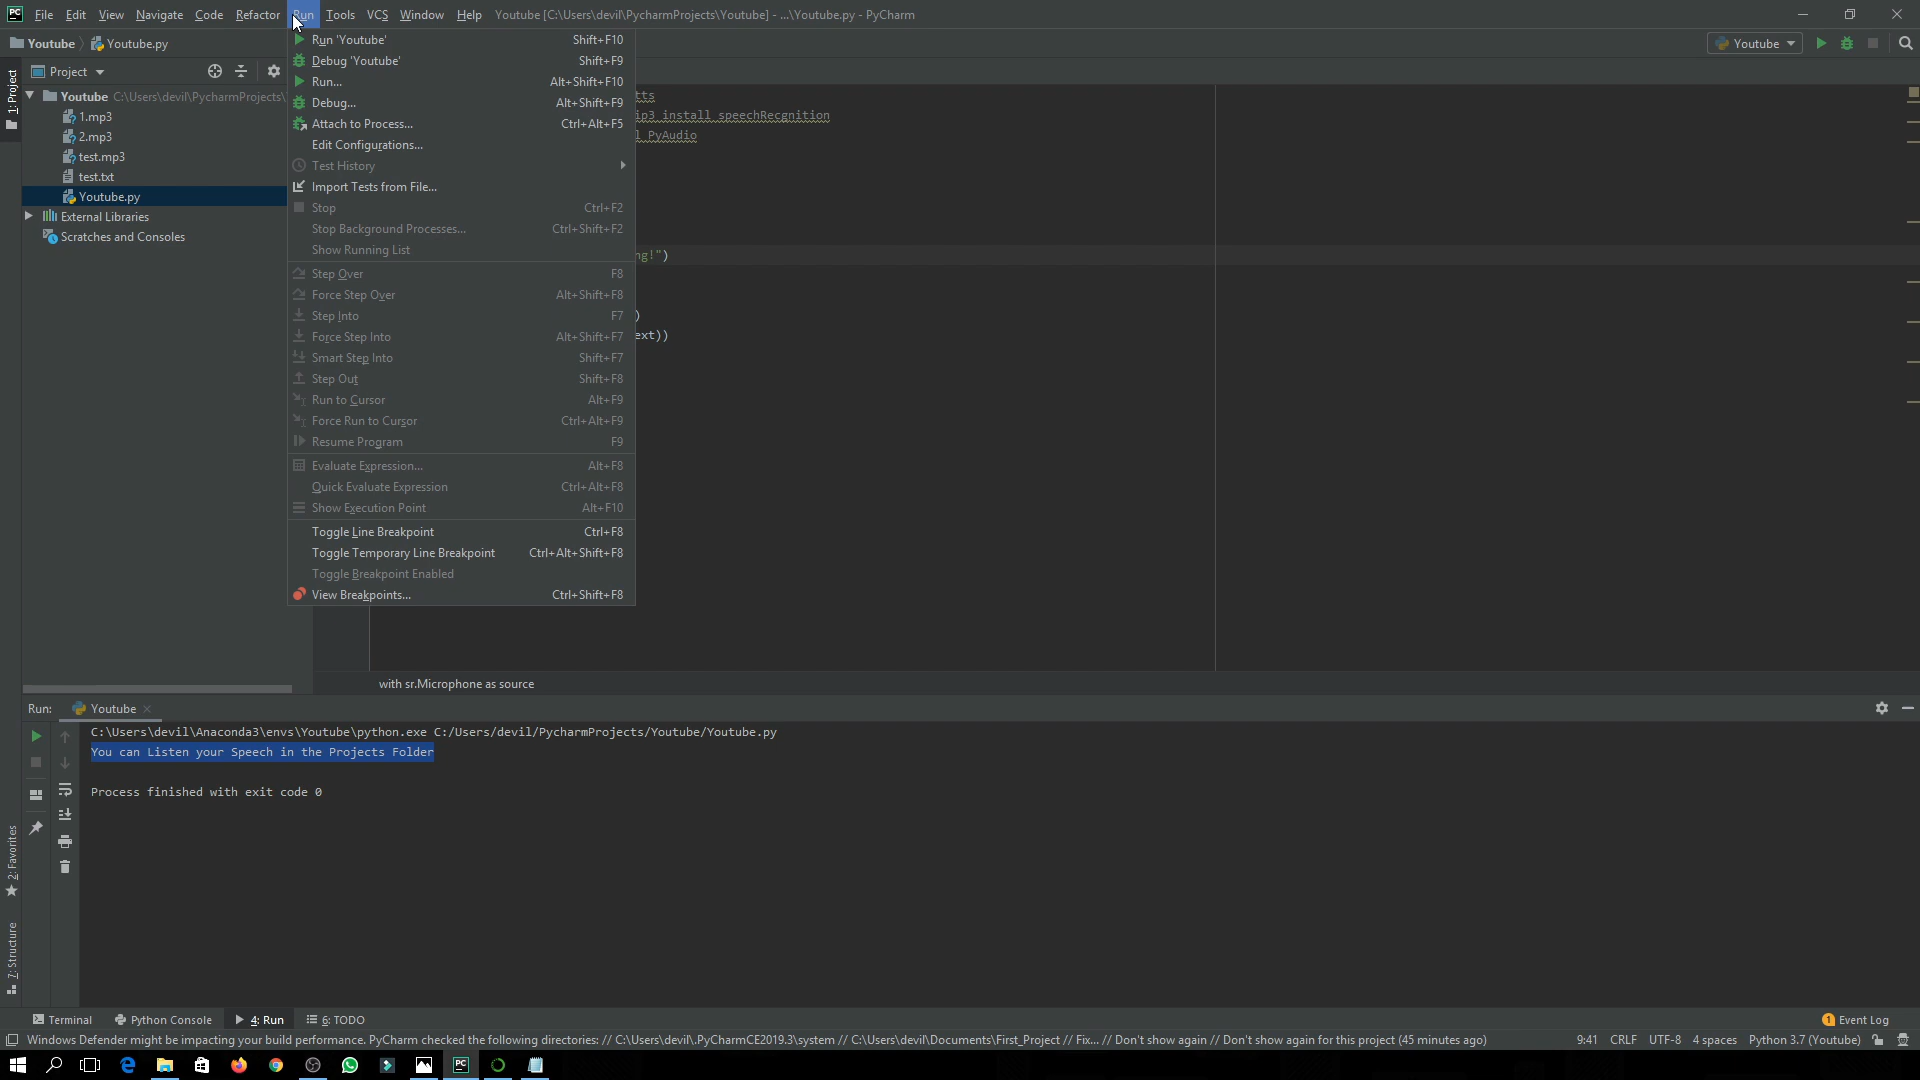 File Edit View Navigate Code Refactor Run Tools VCS Window Help Youtube [C:\Users\devil\PycharmProjects\Youtube] - ...\Youtube.py - PyCharm
Youtube Youtube.py
Youtube
1: Project
Project
Youtube C:\Users\devil\PycharmProjects\
1.mp3
2.mp3
test.mp3
test.txt
Youtube.py
External Libraries
Scratches and Consoles
Run 'Youtube' Shift+F10
Debug 'Youtube' Shift+F9
Run... Alt+Shift+F10
Debug... Alt+Shift+F9
Attach to Process... Ctrl+Alt+F5
Edit Configurations...
Test History
Import Tests from File...
Stop Ctrl+F2
Stop Background Processes... Ctrl+Shift+F2
Show Running List
Step Over F8
Force Step Over Alt+Shift+F8
Step Into F7
Force Step Into Alt+Shift+F7
Smart Step Into Shift+F7
Step Out Shift+F8
Run to Cursor Alt+F9
Force Run to Cursor Ctrl+Alt+F9
Resume Program F9
Evaluate Expression... Alt+F8
Quick Evaluate Expression Ctrl+Alt+F8
Show Execution Point Alt+F10
Toggle Line Breakpoint Ctrl+F8
Toggle Temporary Line Breakpoint Ctrl+Alt+Shift+F8
Toggle Breakpoint Enabled
View Breakpoints... Ctrl+Shift+F8
tts
ip3 install speechRecgnition
l PyAudio
ng!")
)
ext))
with sr.Microphone as source
Run: Youtube
C:\Users\devil\Anaconda3\envs\Youtube\python.exe C:/Users/devil/PycharmProjects/Youtube/Youtube.py
You can Listen your Speech in the Projects Folder
Process finished with exit code 0
2: Favorites
7: Structure
Terminal Python Console 4: Run 6: TODO 1 Event Log
Windows Defender might be impacting your build performance. PyCharm checked the following directories: // C:\Users\devil\.PyCharmCE2019.3\system // C:\Users\devil\Documents\First_Project // Fix... // Don't show again // Don't show again for this project (45 minutes ago) 9:41 CRLF UTF-8 4 spaces Python 3.7 (Youtube)